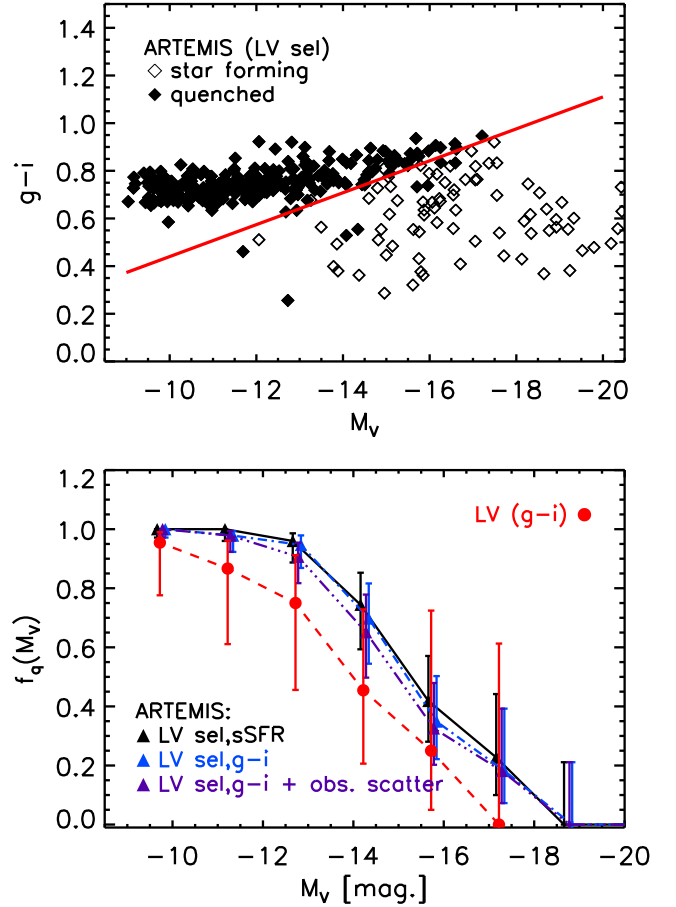 1.4
1.2
1.0
0.8
0.6
0.4
0.2
0.0
g−i
ARTEMIS (LV sel)
star forming
quenched
−10 −12 −14 −16 −18 −20
M_V
1.2
1.0
0.8
0.6
0.4
0.2
0.0
f_q(M_V)
LV (g−i)
ARTEMIS:
LV sel,sSFR
LV sel,g−i
LV sel,g−i + obs. scatter
−10 −12 −14 −16 −18 −20
M_V [mag.]